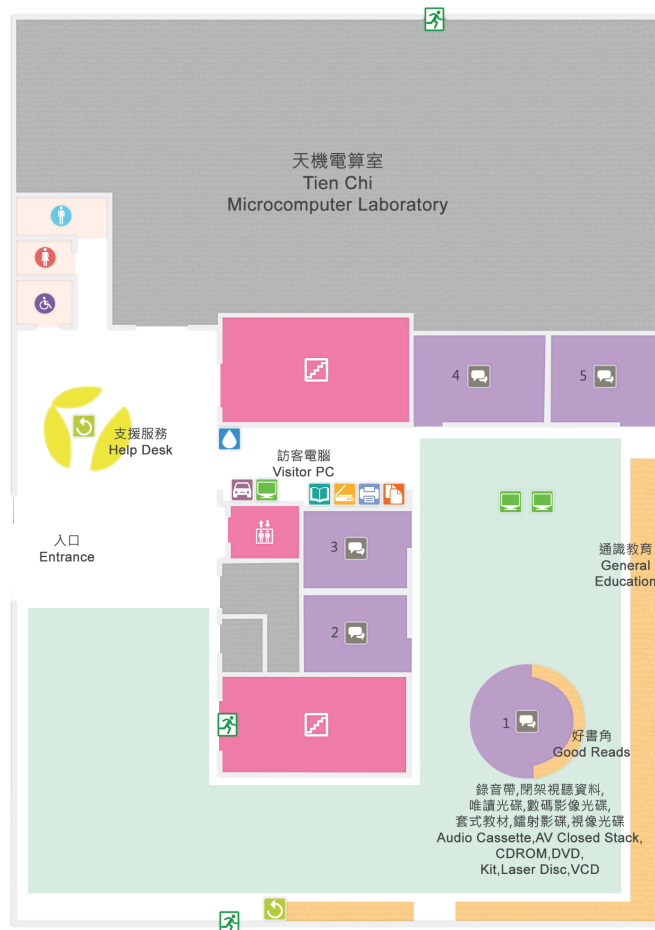 天機電算室
Tien Chi
Microcomputer Laboratory
4
5
支援服務
Help Desk
訪客電腦
Visitor PC
入口
Entrance
3
通識教育
General
Education
2
1
好書角
Good Reads
錄音帶,閉架視聽資料,
唯讀光碟,數碼影像光碟,
套式教材,鐳射影碟,視像光碟
Audio Cassette,AV Closed Stack,
CDROM,DVD,
Kit,Laser Disc,VCD